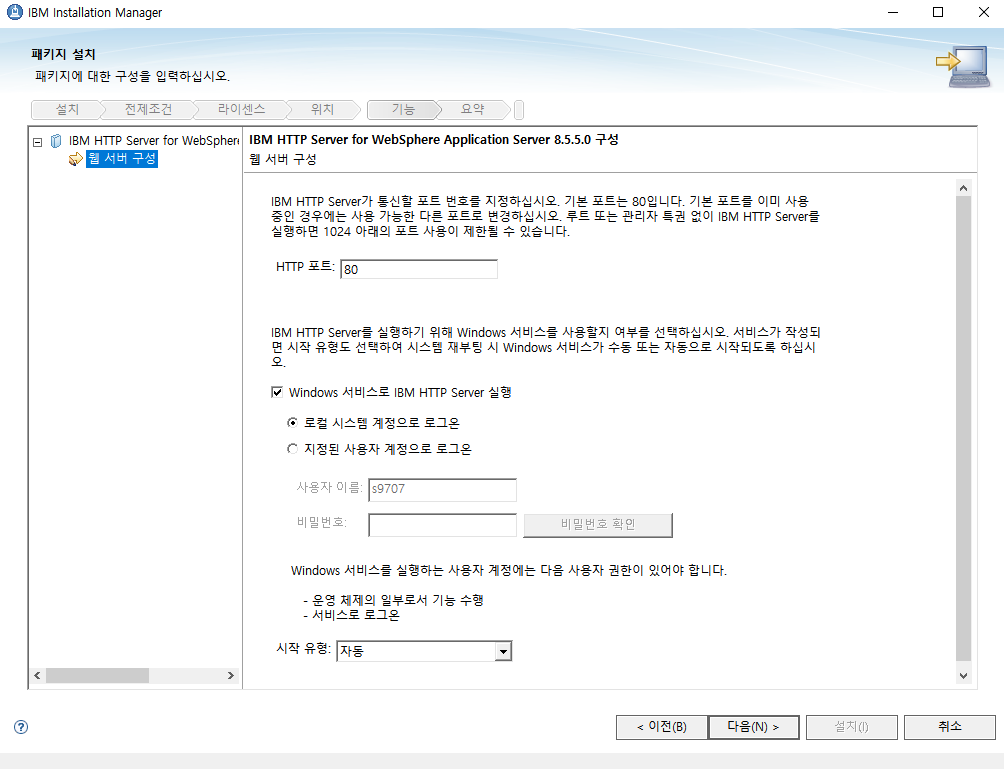 IBM Installation Manager
패키지 설치
패키지에 대한 구성을 입력하십시오.
설치 전제조건 라이센스 위치 기능 요약
IBM HTTP Server for WebSphere
웹 서버 구성
IBM HTTP Server for WebSphere Application Server 8.5.5.0 구성
웹 서버 구성
IBM HTTP Server가 통신할 포트 번호를 지정하십시오. 기본 포트는 80입니다. 기본 포트를 이미 사용
중인 경우에는 사용 가능한 다른 포트로 변경하십시오. 루트 또는 관리자 특권 없이 IBM HTTP Server를
실행하면 1024 아래의 포트 사용이 제한될 수 있습니다.
HTTP 포트: 80
IBM HTTP Server를 실행하기 위해 Windows 서비스를 사용할지 여부를 선택하십시오. 서비스가 작성되
면 시작 유형도 선택하여 시스템 재부팅 시 Windows 서비스가 수동 또는 자동으로 시작되도록 하십시
오.
Windows 서비스로 IBM HTTP Server 실행
로컬 시스템 계정으로 로그온
지정된 사용자 계정으로 로그온
사용자 이름: s9707
비밀번호: 비밀번호 확인
Windows 서비스를 실행하는 사용자 계정에는 다음 사용자 권한이 있어야 합니다.
- 운영 체제의 일부로서 기능 수행
- 서비스로 로그온
시작 유형: 자동
< 이전(B) 다음(N) > 설치(I) 취소